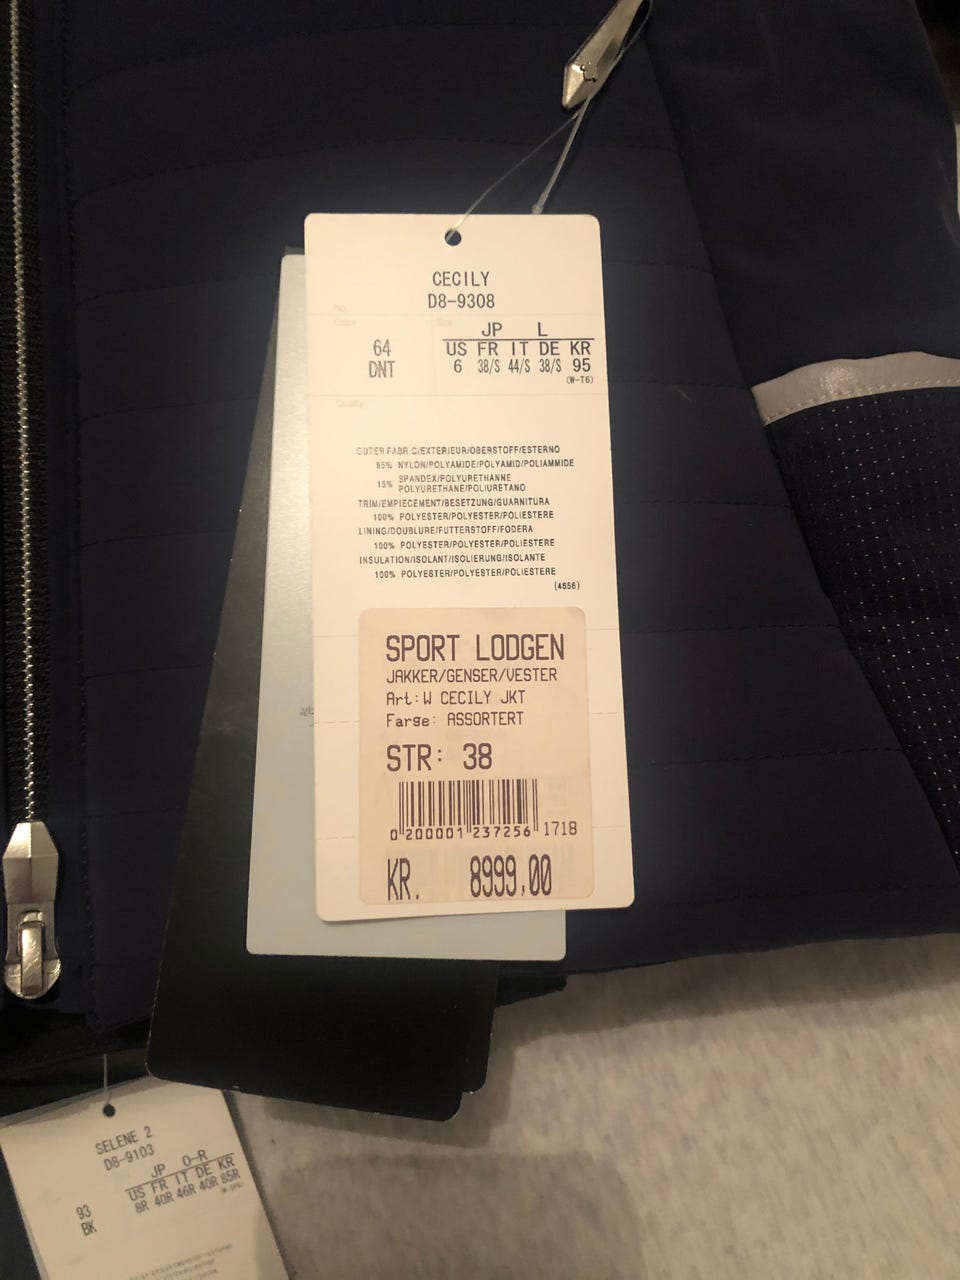 CECILY
D8-9308
No.
Color
Size
64
DNT
JP L
US FR IT DE KR
6 38/S 44/S 38/S 95
(W-T6)
Quality
OUTER FABRIC/EXTERIEUR/OBERSTOFF/ESTERNO
85% NYLON/POLYAMIDE/POLYAMID/POLIAMMIDE
15% SPANDEX/POLYURETHANNE
POLYURETHANE/POLIURETANO
TRIM/EMPIECEMENT/BESETZUNG/GUARNITURA
100% POLYESTER/POLYESTER/POLIESTERE
LINING/DOUBLURE/FUTTERSTOFF/FODERA
100% POLYESTER/POLYESTER/POLIESTERE
INSULATION/ISOLANT/ISOLIERUNG/ISOLANTE
100% POLYESTER/POLYESTER/POLIESTERE
(4656)
SPORT LODGEN
JAKKER/GENSER/VESTER
Art: W CECILY JKT
Farge: ASSORTERT
STR: 38
0 200001 237256 1718
KR. 8999,00
SELENE 2
D8-9103
93
BK
JP O-R
US FR IT DE KR
8R 40R 46R 40R 85R